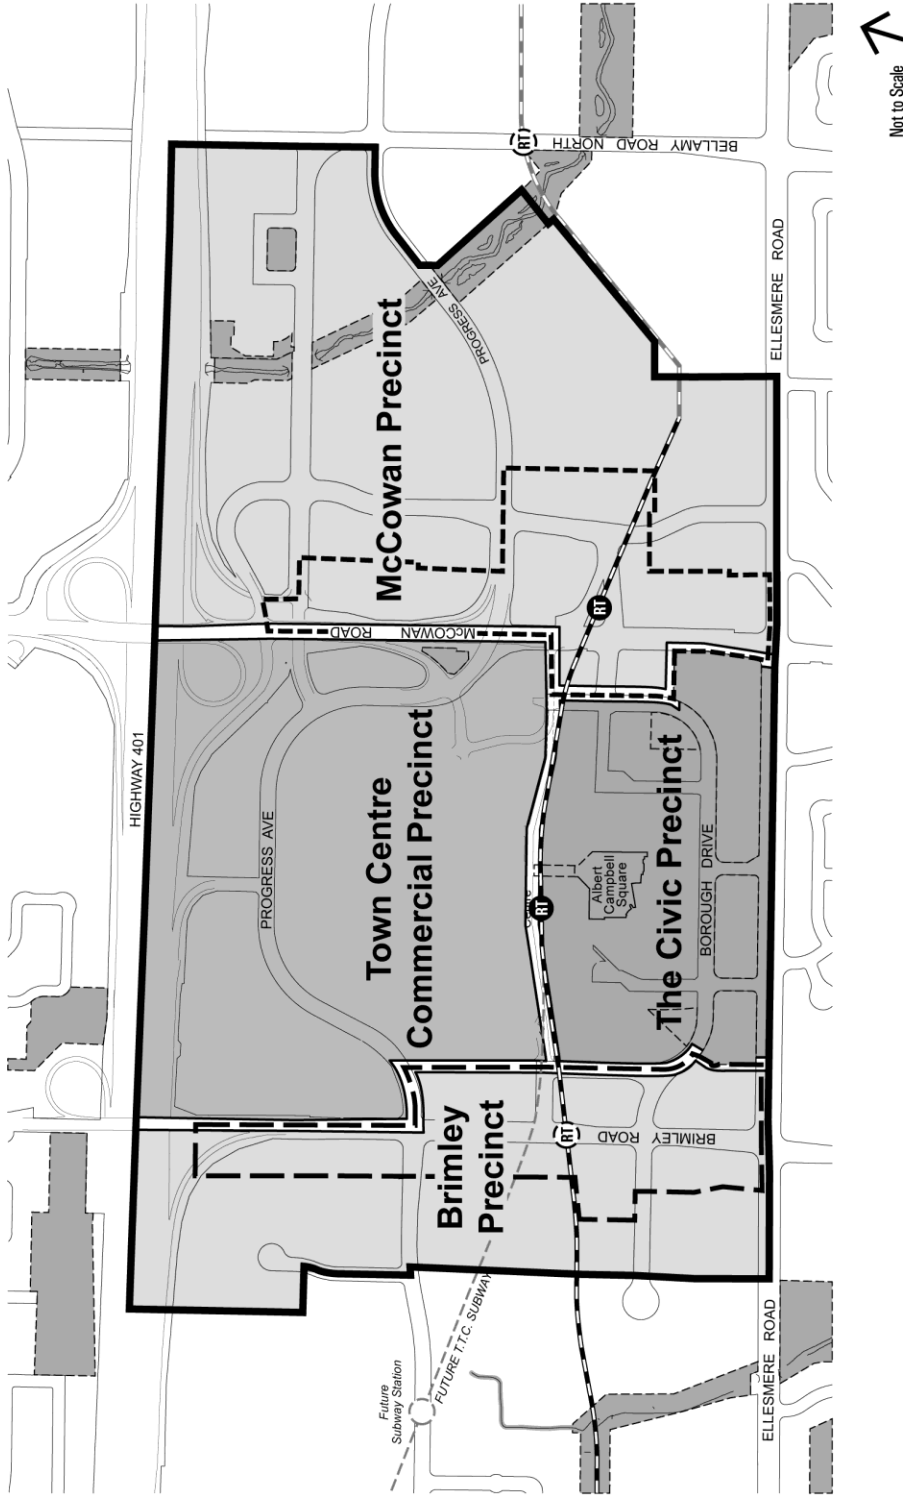 Not to Scale
RT
BELLAMY ROAD NORTH
ELLESMERE ROAD
PROGRESS AVE
McCowan Precinct
RT
McCOWAN ROAD
HIGHWAY 401
PROGRESS AVE
Town Centre
Commercial Precinct
The Civic Precinct
BOROUGH DRIVE
Albert
Campbell
Square
RT
Brimley
Precinct
RT
BRIMLEY ROAD
FUTURE T.T.C. SUBWAY
Future
Subway Station
ELLESMERE ROAD